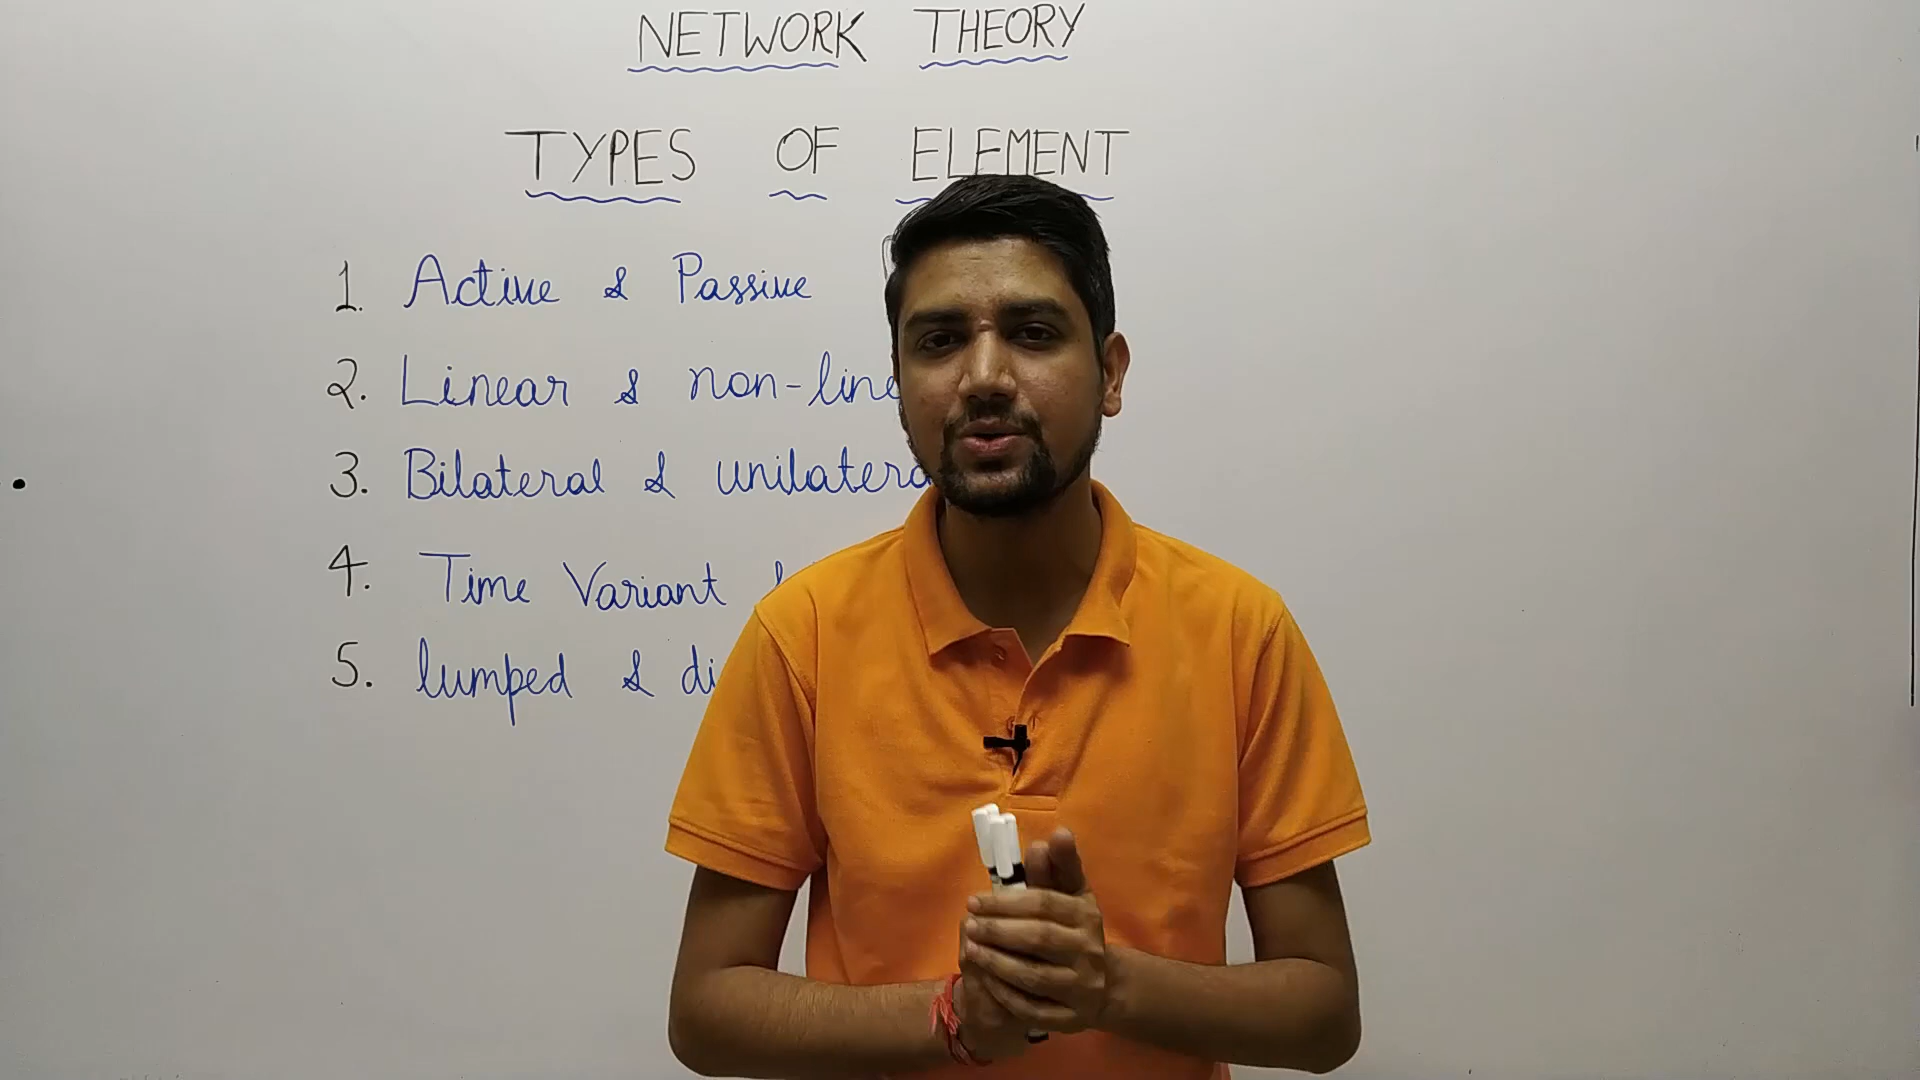 NETWORK THEORY
TYPES OF ELEMENT
1. Active & Passive
2. Linear & non-line
3. Bilateral & unilatera
4. Time Variant &
5. lumped & di